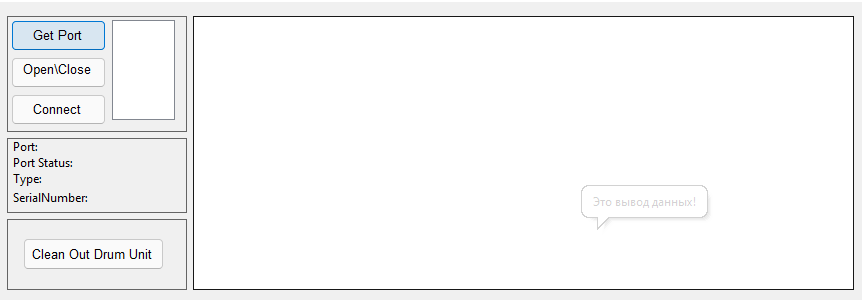 Get Port
Open\Close
Connect
Port:
Port Status:
Type:
SerialNumber:
Clean Out Drum Unit
Это вывод данных!